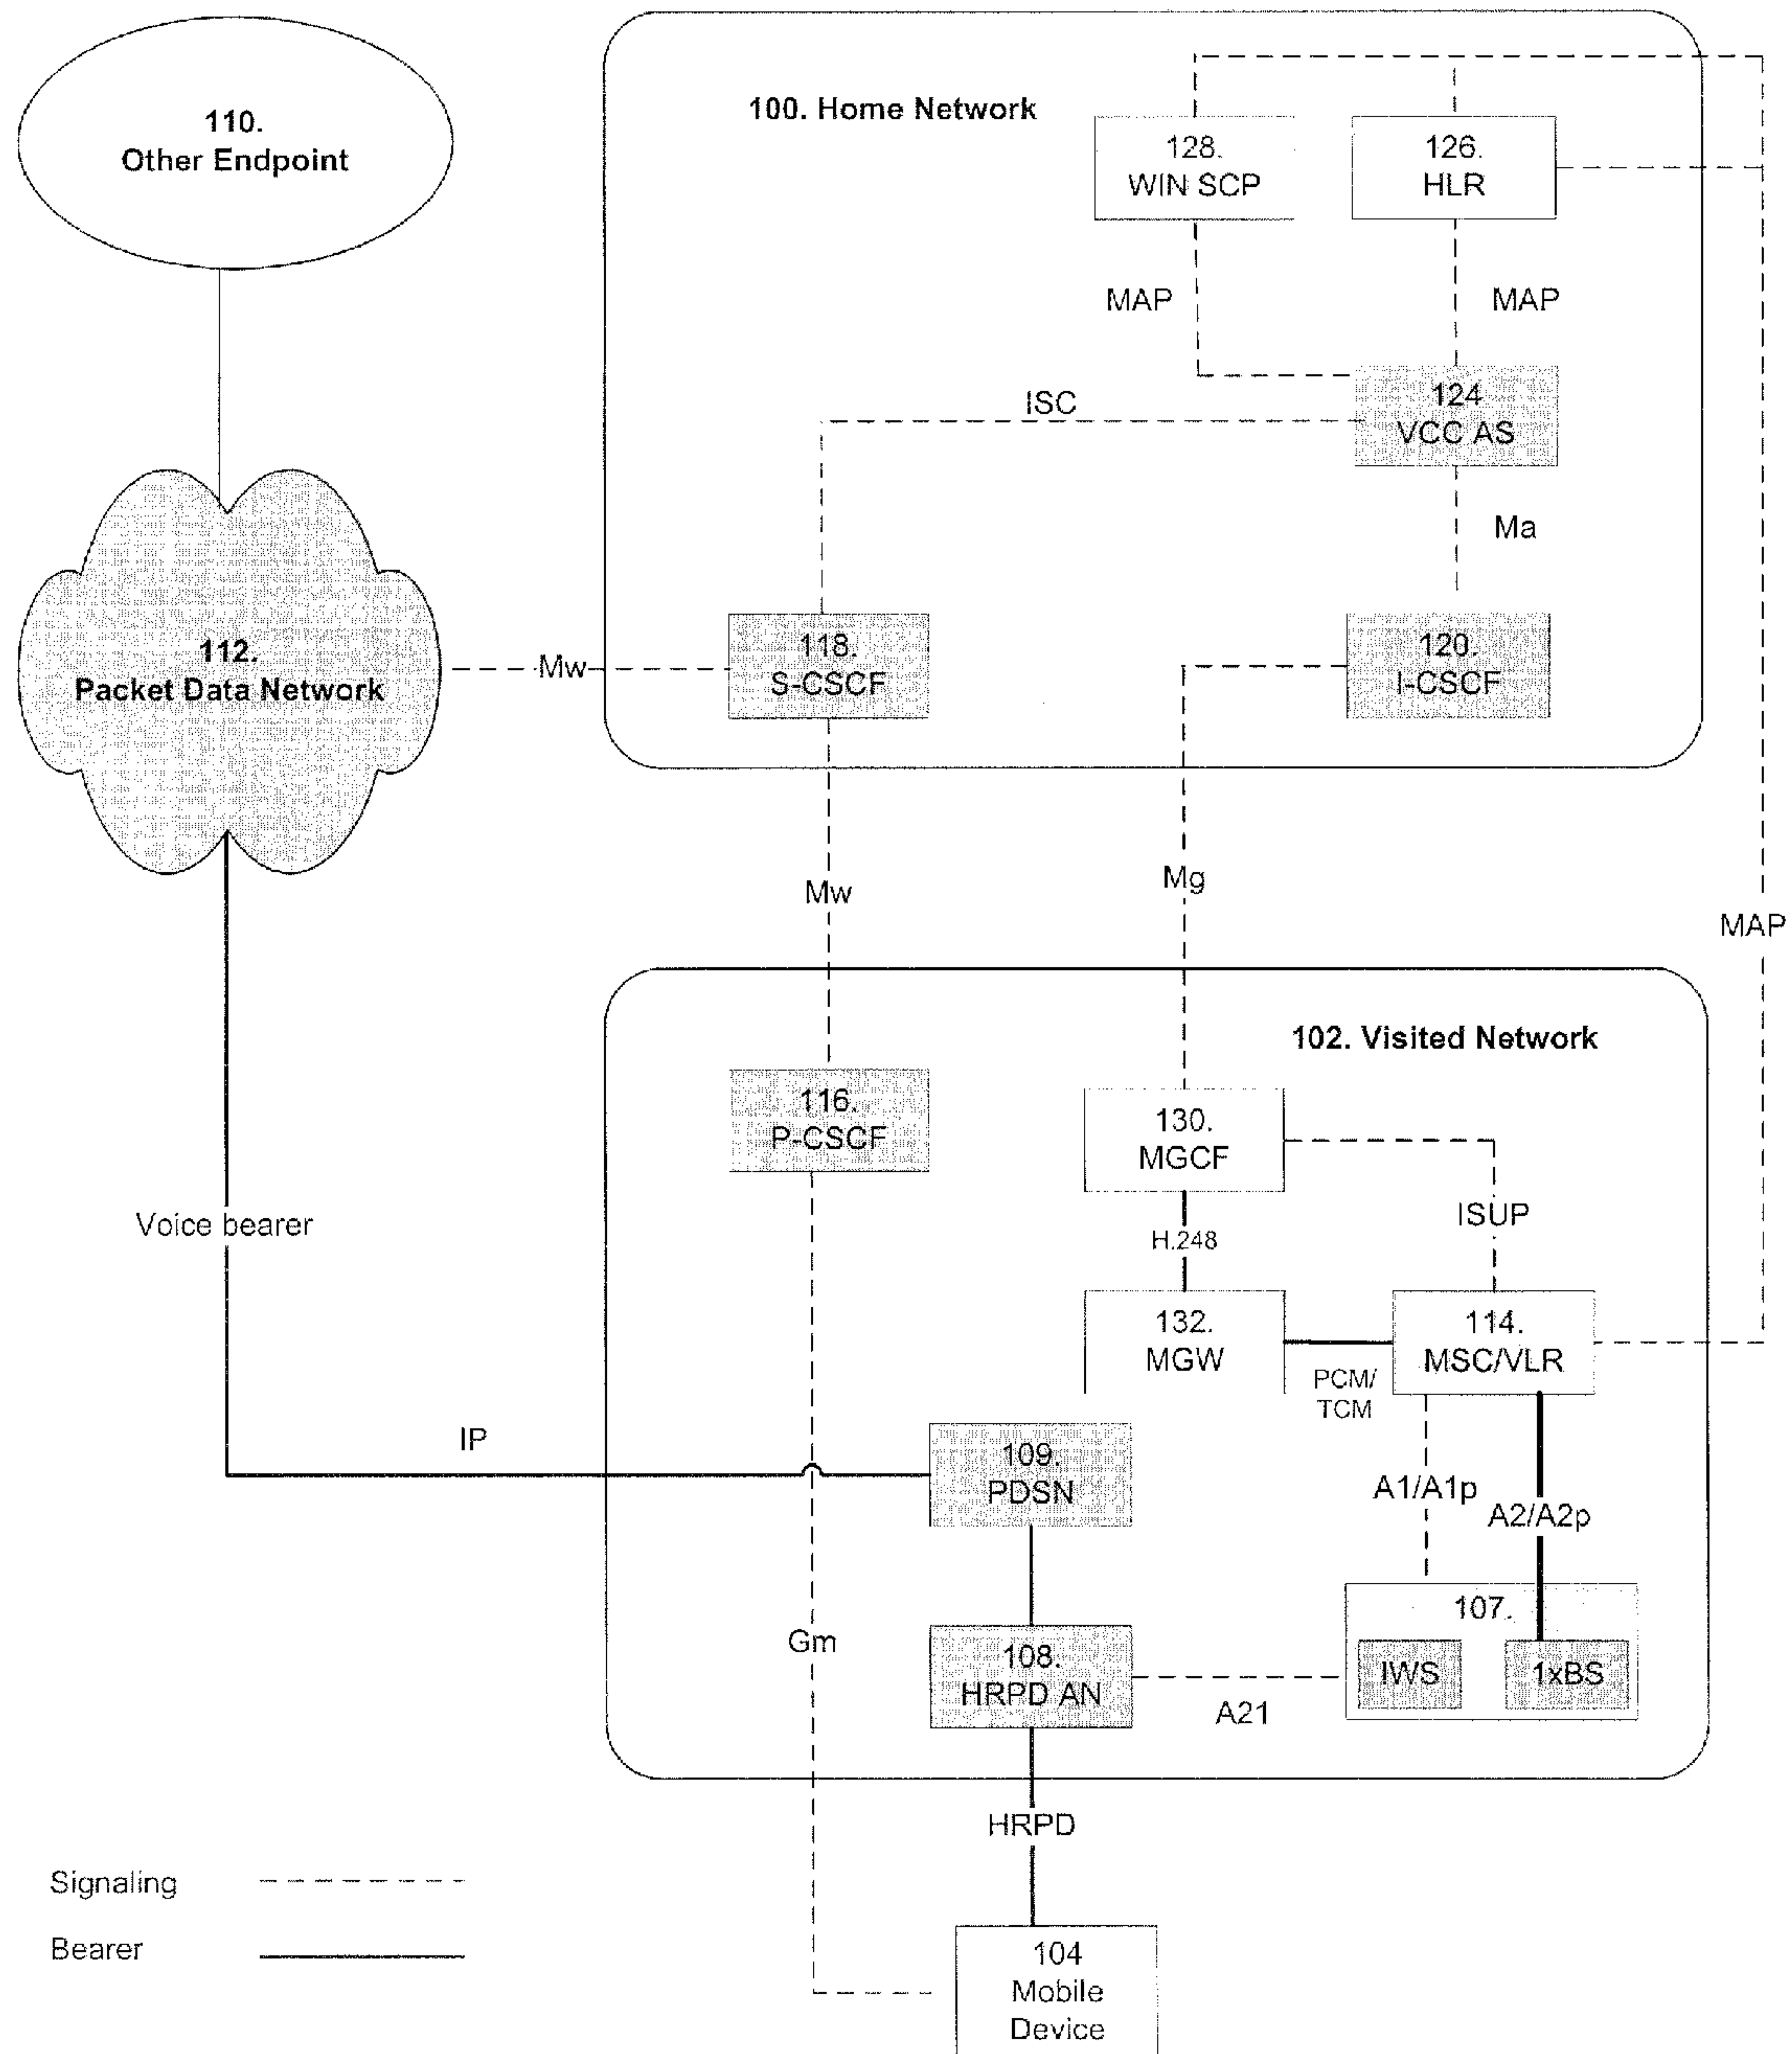 110.
Other Endpoint
100. Home Network
128.
WIN SCP
126.
HLR
MAP
MAP
124
VCC AS
ISC
Ma
112.
Packet Data Network
Mw
118.
S-CSCF
120.
I-CSCF
Mw
Mg
MAP
102. Visited Network
116.
P-CSCF
130.
MGCF
Voice bearer
ISUP
H.248
132.
MGW
114.
MSC/VLR
PCM/
TCM
IP
109.
PDSN
A1/A1p
A2/A2p
107.
Gm
108.
HRPD AN
IWS
1xBS
A21
HRPD
Signaling
Bearer
104
Mobile
Device